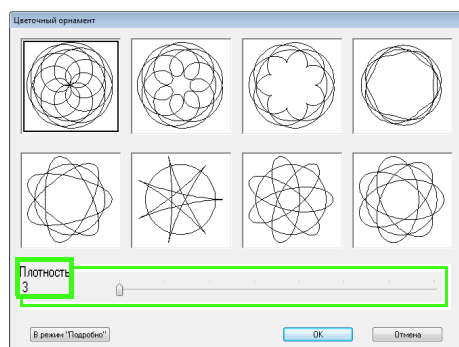 Цветочный орнамент
Плотность
3
В режим "Подробно"
OK
Отмена